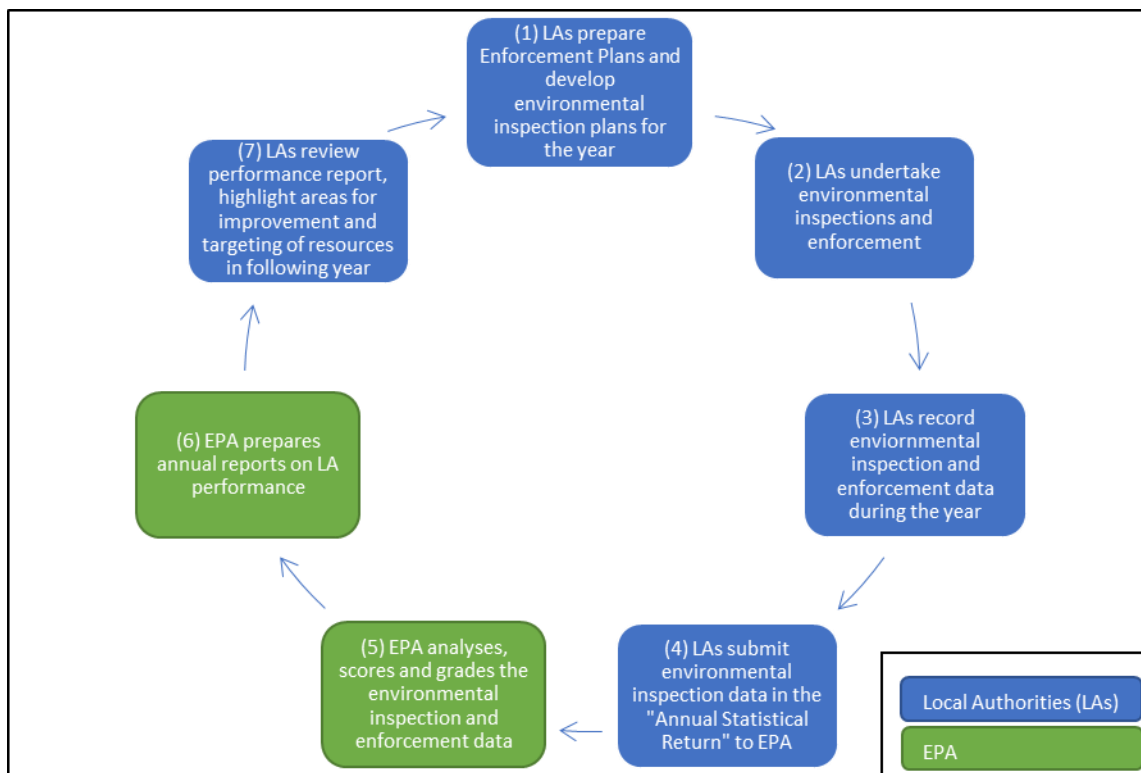 (1) LAs prepare
Enforcement Plans and
develop
environmental
inspection plans for
the year
(2) LAs undertake
environmental
inspections and
enforcement
(3) LAs record
enviornmental
inspection and
enforcement data
during the year
(4) LAs submit
environmental
inspection data in the
"Annual Statistical
Return" to EPA
(5) EPA analyses,
scores and grades the
environmental
inspection and
enforcement data
(6) EPA prepares
annual reports on LA
performance
(7) LAs review
performance report,
highlight areas for
improvement and
targeting of resources
in following year
Local Authorities (LAs)
EPA